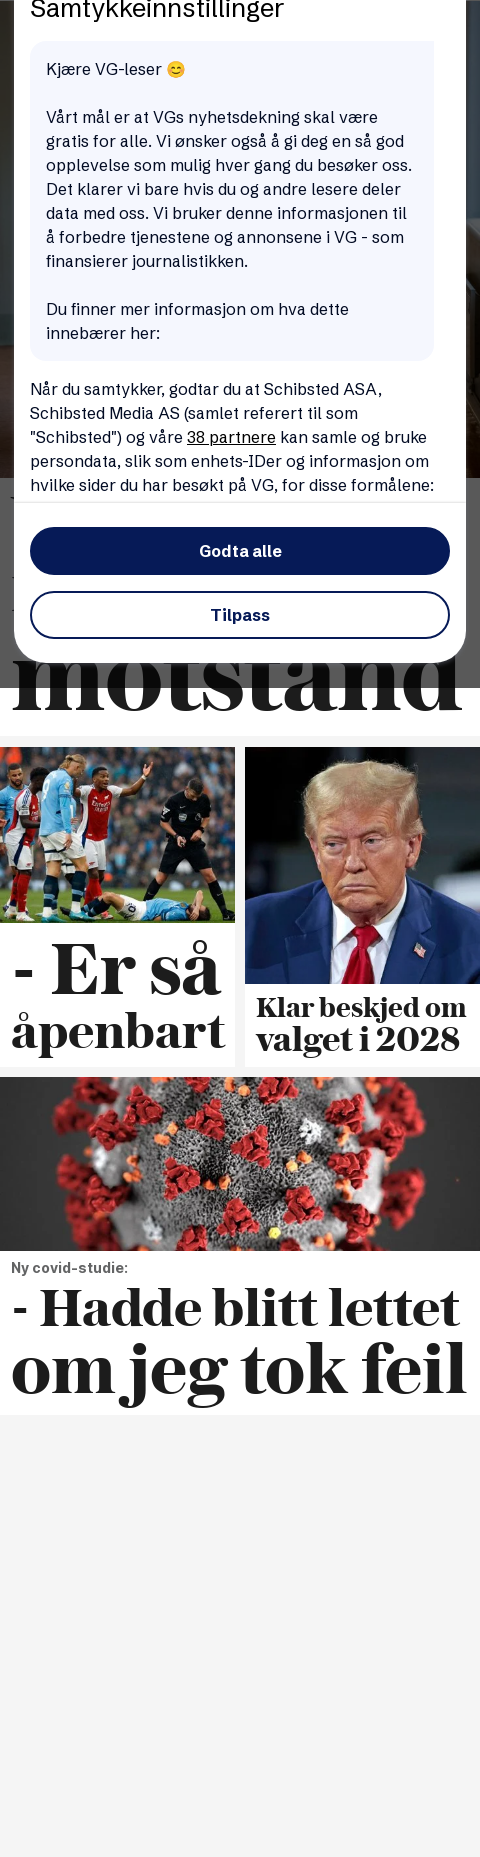 Samtykkeinnstillinger
Kjære VG-leser 😊
Vårt mål er at VGs nyhetsdekning skal være
gratis for alle. Vi ønsker også å gi deg en så god
opplevelse som mulig hver gang du besøker oss.
Det klarer vi bare hvis du og andre lesere deler
data med oss. Vi bruker denne informasjonen til
å forbedre tjenestene og annonsene i VG - som
finansierer journalistikken.
Du finner mer informasjon om hva dette
innebærer her:
Når du samtykker, godtar du at Schibsted ASA,
Schibsted Media AS (samlet referert til som
"Schibsted") og våre 38 partnere kan samle og bruke
persondata, slik som enhets-IDer og informasjon om
hvilke sider du har besøkt på VG, for disse formålene:
Godta alle
Tilpass
motstand
- Er så
åpenbart
Klar beskjed om
valget i 2028
Ny covid-studie:
- Hadde blitt lettet
om jeg tok feil